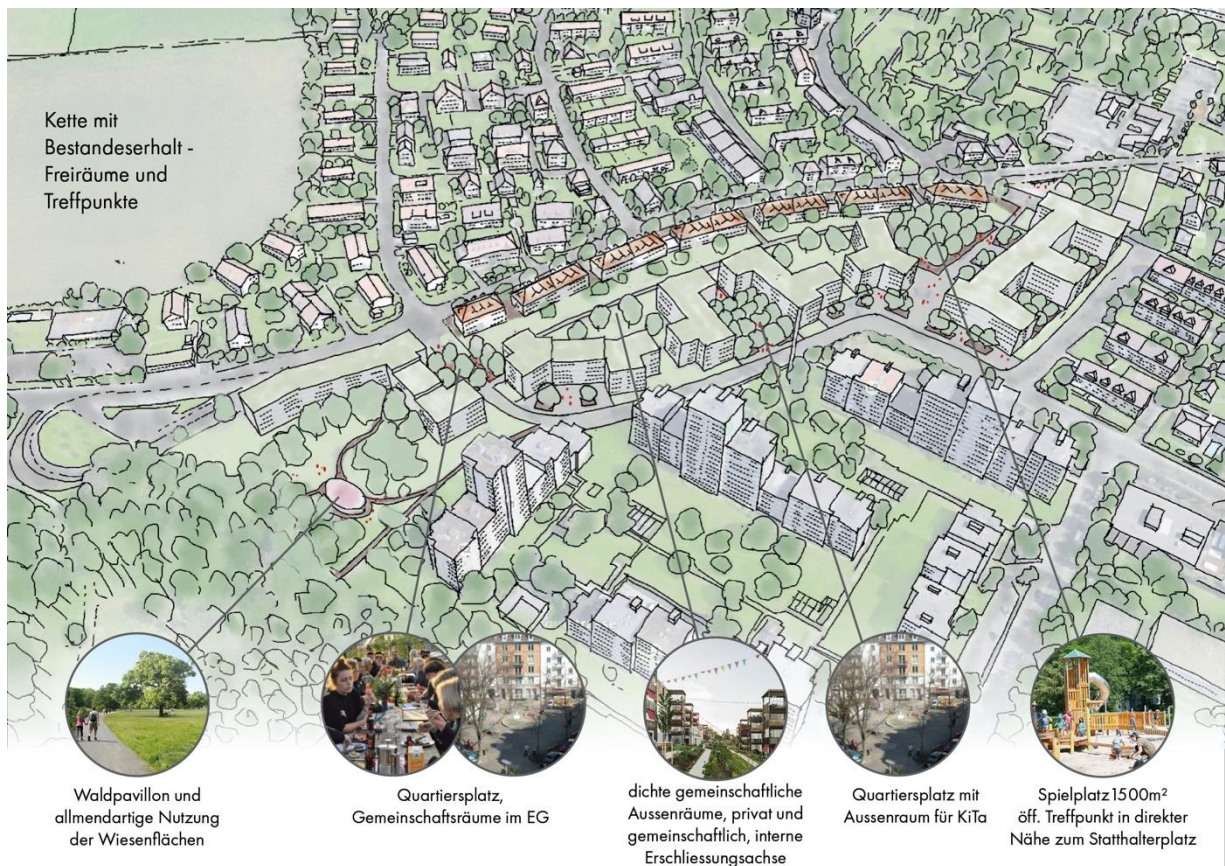 Kette mit
Bestandeserhalt -
Freiräume und
Treffpunkte
Waldpavillon und
allmendartige Nutzung
der Wiesenflächen
Quartiersplatz,
Gemeinschaftsräume im EG
dichte gemeinschaftliche
Aussenräume, privat und
gemeinschaftlich, interne
Erschliessungsachse
Quartiersplatz mit
Aussenraum für KiTa
Spielplatz 1500m²
öff. Treffpunkt in direkter
Nähe zum Statthalterplatz